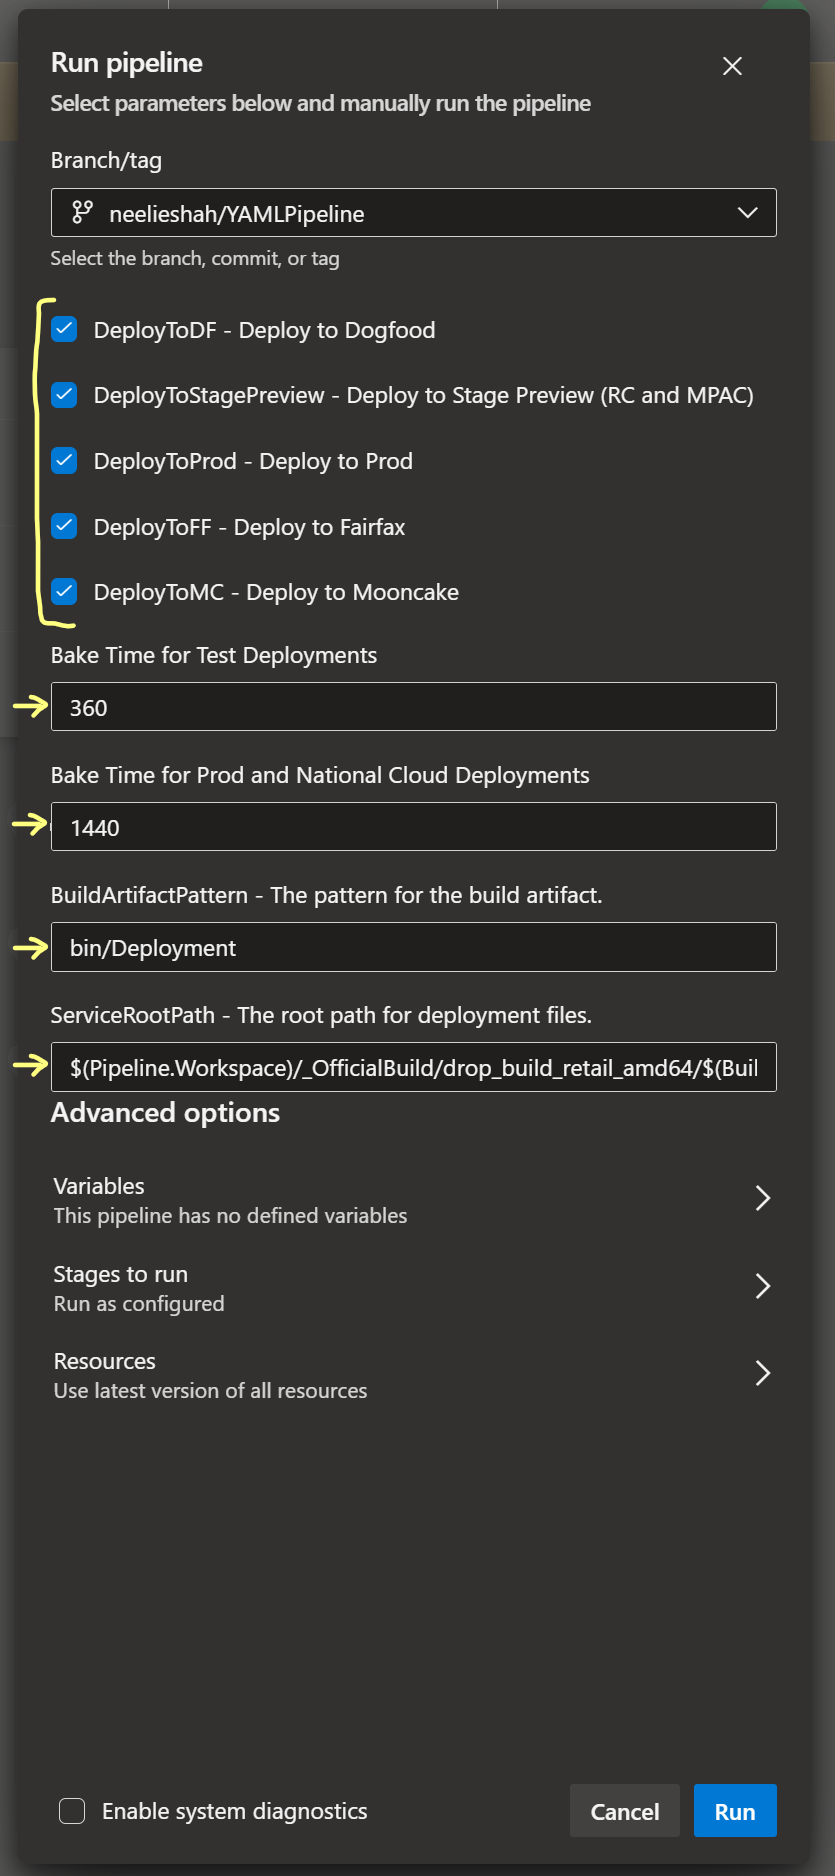 Run pipeline
Select parameters below and manually run the pipeline
Branch/tag
neelieshah/YAMLPipeline
Select the branch, commit, or tag
DeployToDF - Deploy to Dogfood
DeployToStagePreview - Deploy to Stage Preview (RC and MPAC)
DeployToProd - Deploy to Prod
DeployToFF - Deploy to Fairfax
DeployToMC - Deploy to Mooncake
Bake Time for Test Deployments
360
Bake Time for Prod and National Cloud Deployments
1440
BuildArtifactPattern - The pattern for the build artifact.
bin/Deployment
ServiceRootPath - The root path for deployment files.
$(Pipeline.Workspace)/_OfficialBuild/drop_build_retail_amd64/$(Buil
Advanced options
Variables
This pipeline has no defined variables
Stages to run
Run as configured
Resources
Use latest version of all resources
Enable system diagnostics
Cancel
Run